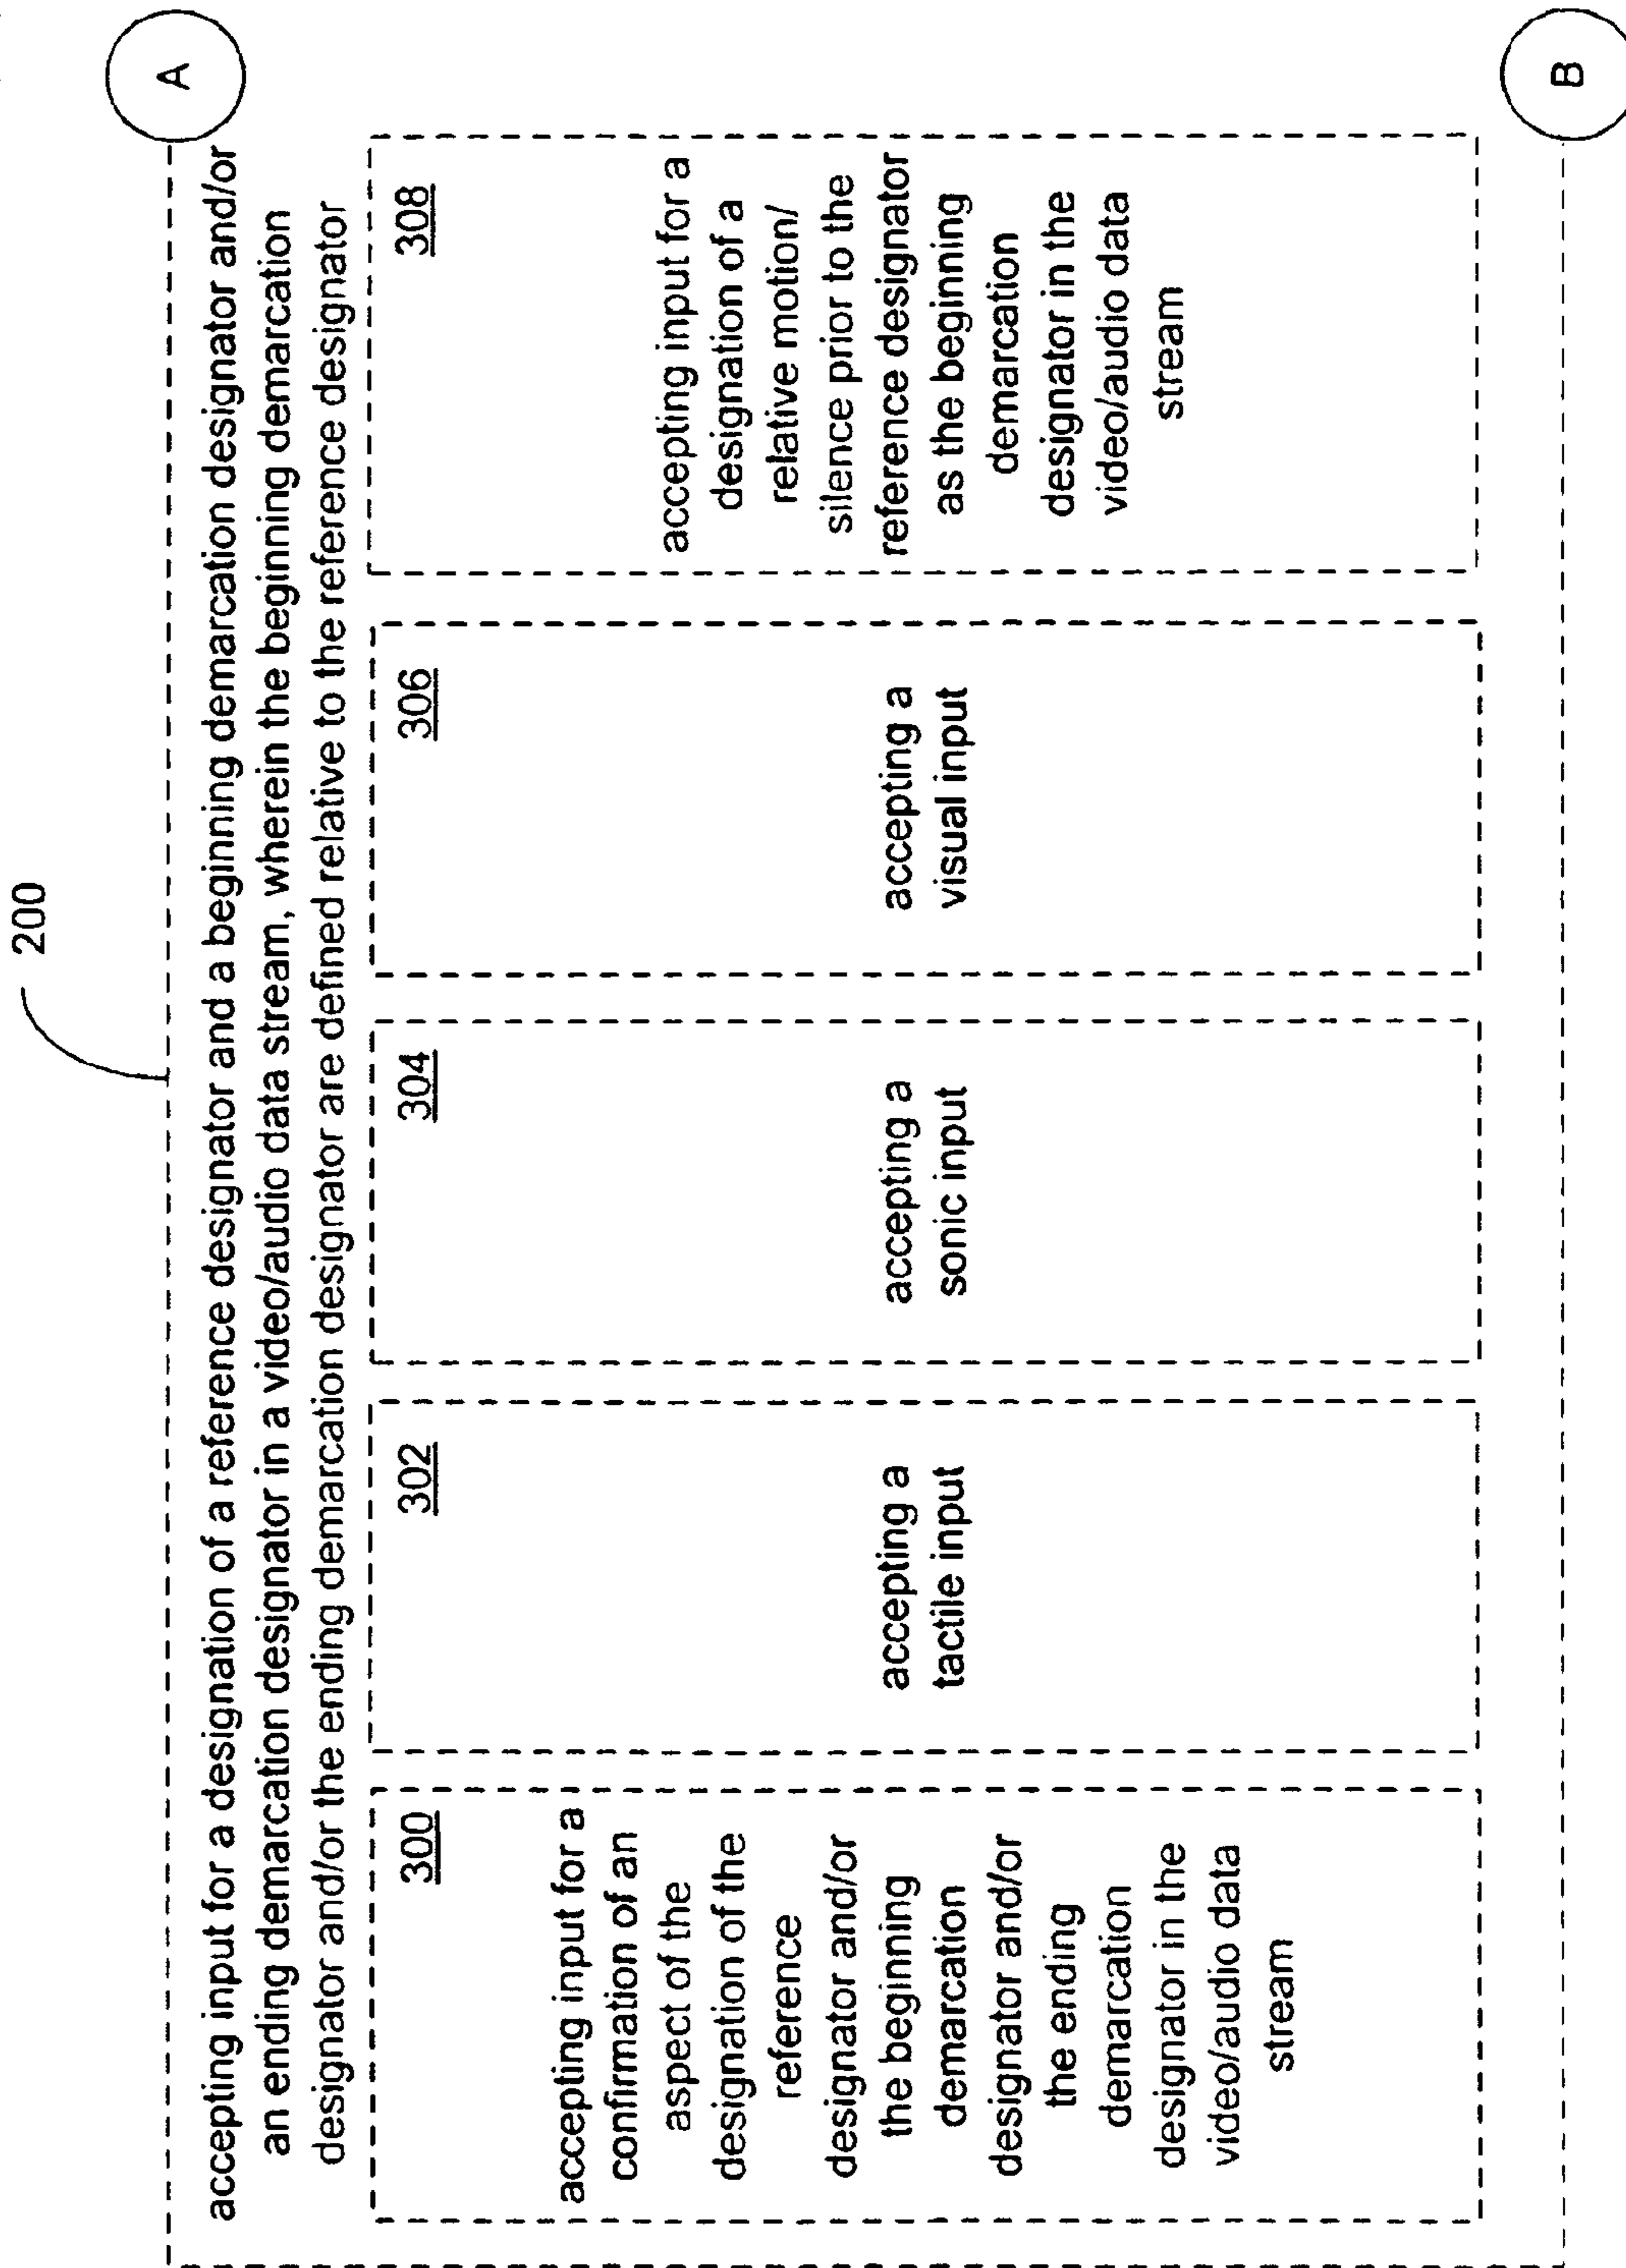 200
A
accepting input for a designation of a reference designator and a beginning demarcation designator and/or
an ending demarcation designator in a video/audio data stream, wherein the beginning demarcation
designator and/or the ending demarcation designator are defined relative to the reference designator
300
accepting input for a
confirmation of an
aspect of the
designation of the
reference
designator and/or
the beginning
demarcation
designator and/or
the ending
demarcation
designator in the
video/audio data
stream
302
accepting a
tactile input
304
accepting a
sonic input
306
accepting a
visual input
308
accepting input for a
designation of a
relative motion/
silence prior to the
reference designator
as the beginning
demarcation
designator in the
video/audio data
stream
B